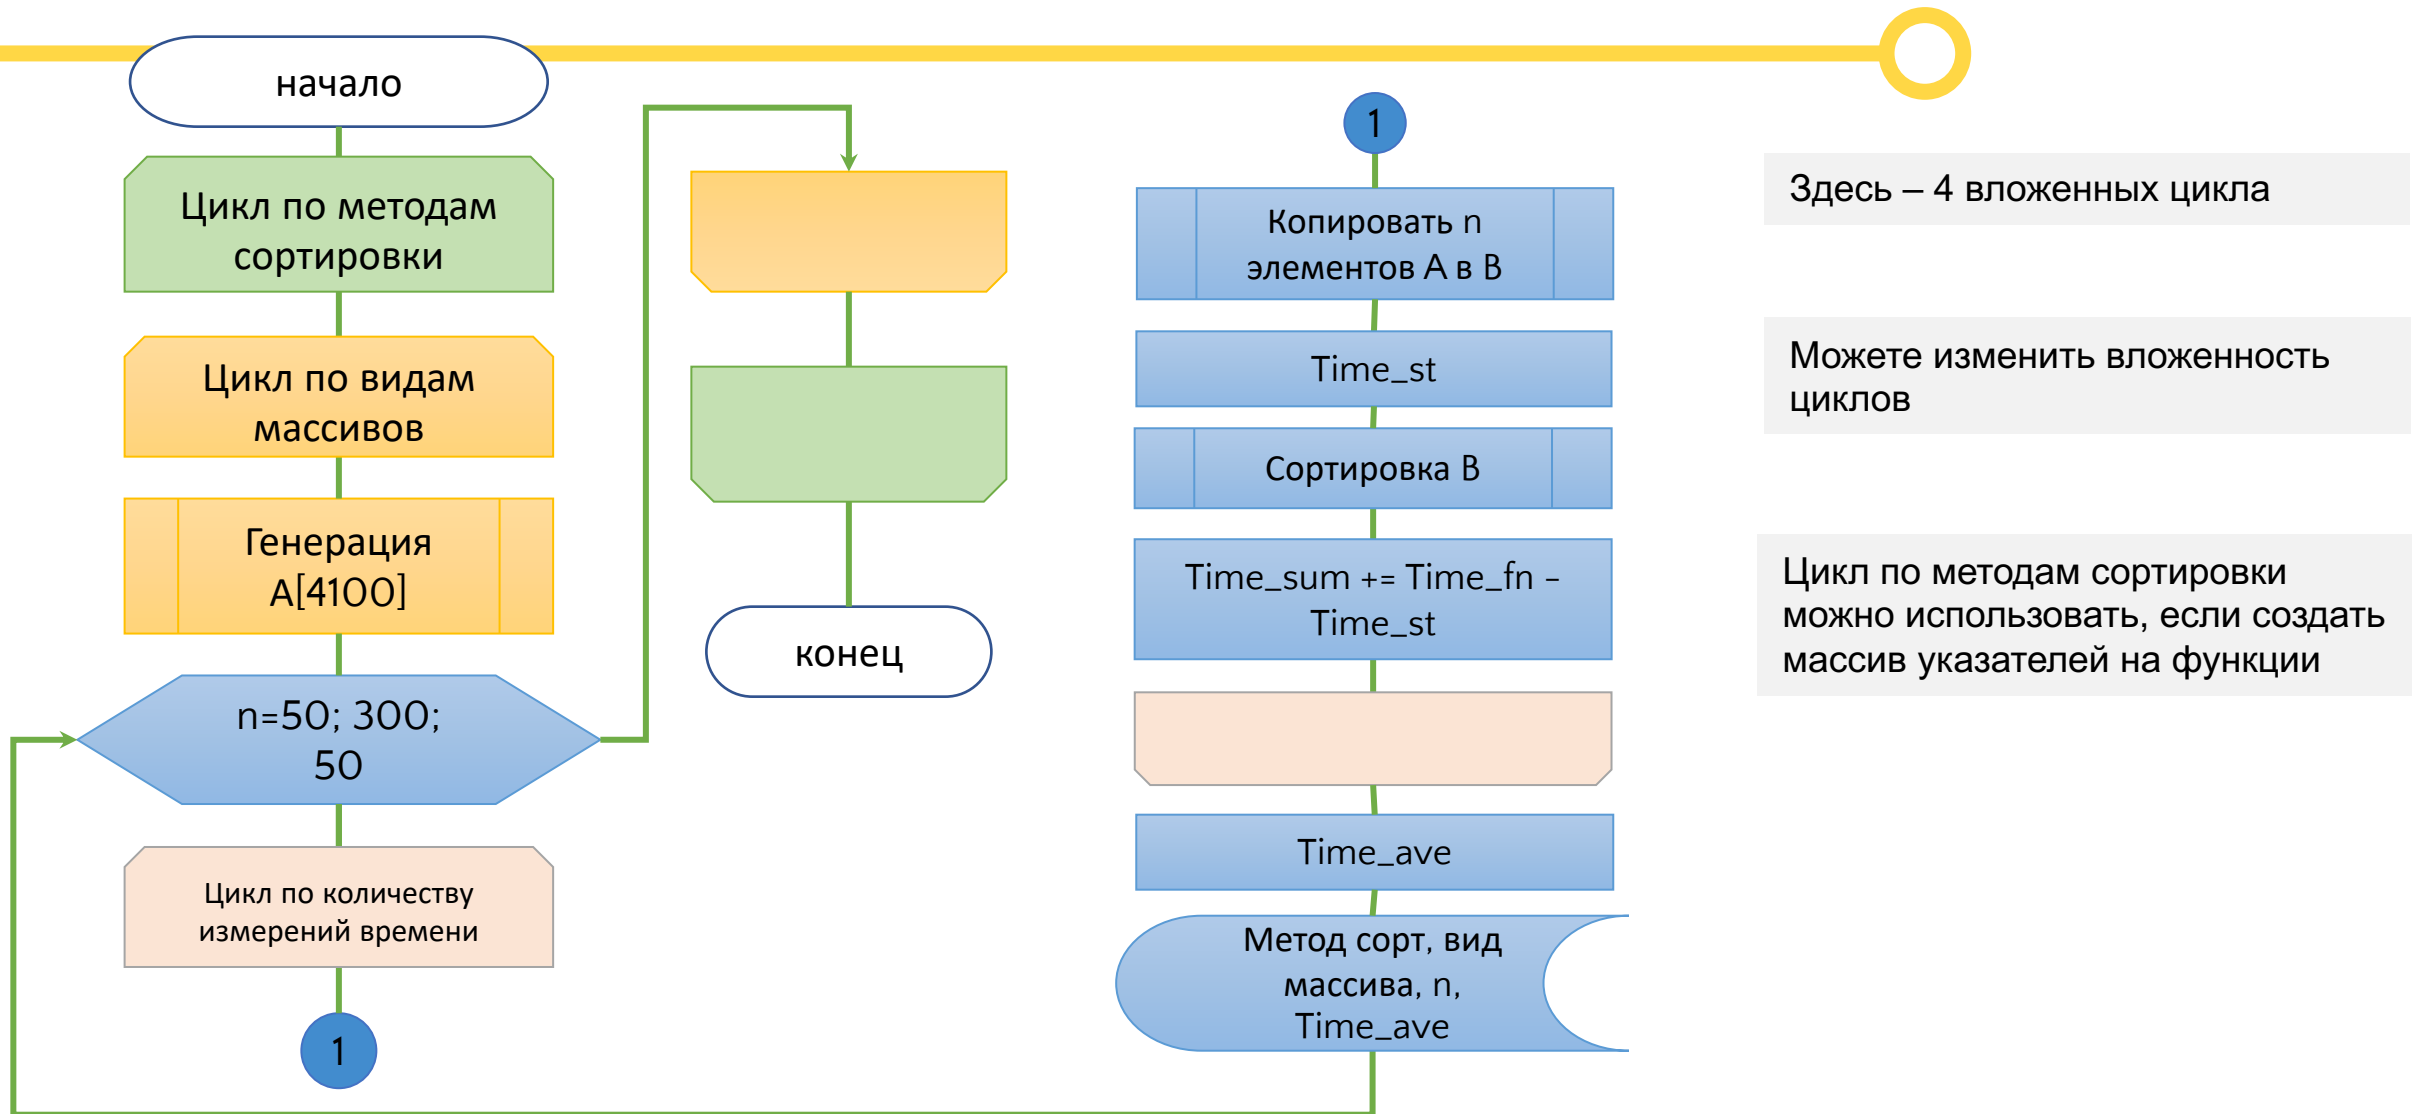 начало
Цикл по методам
сортировки
Цикл по видам
массивов
Генерация
A[4100]
n=50; 300;
50
Цикл по количеству
измерений времени
1
конец
1
Копировать n
элементов A в B
Time_st
Сортировка B
Time_sum += Time_fn –
Time_st
Time_ave
Метод сорт, вид
массива, n,
Time_ave
Здесь – 4 вложенных цикла
Можете изменить вложенность
циклов
Цикл по методам сортировки
можно использовать, если создать
массив указателей на функции